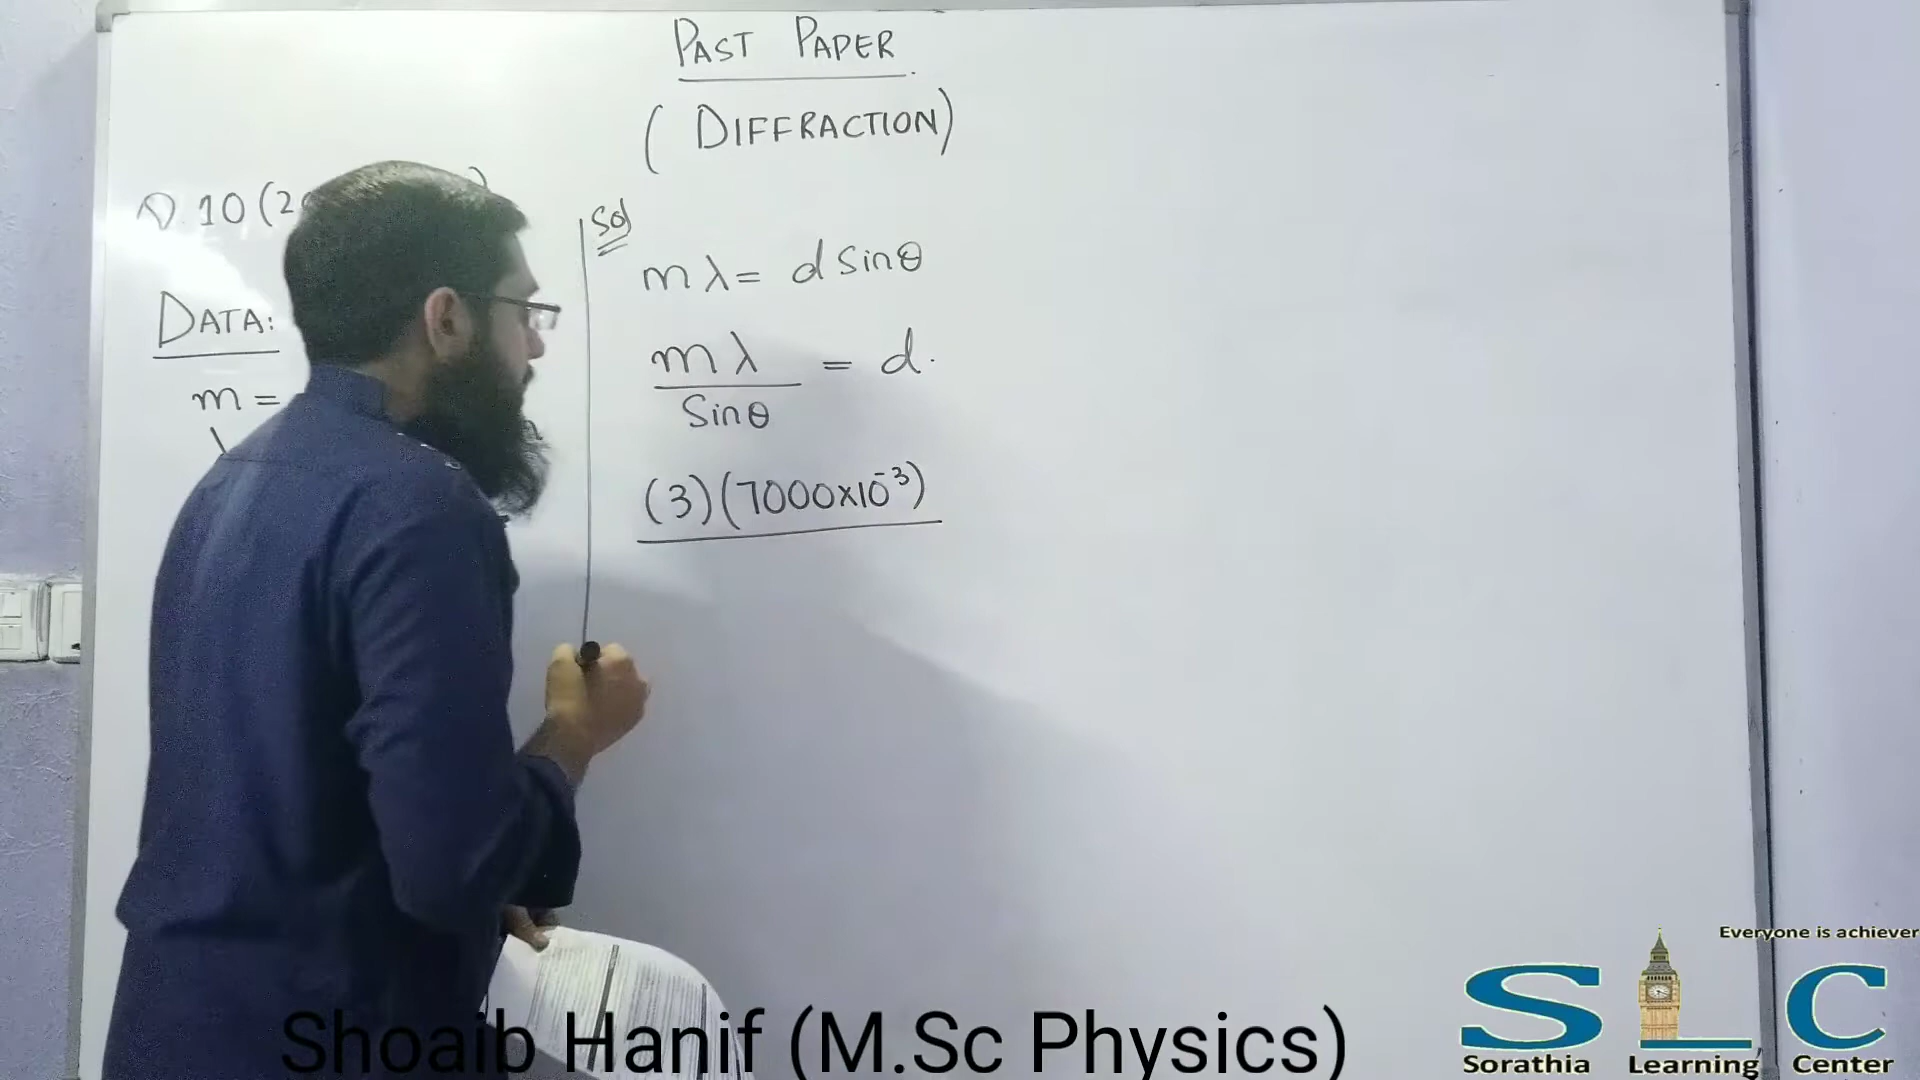 PAST PAPER
(DIFFRACTION)
Q.10 (2
DATA:
m =
λ
Sol
mλ = d sinθ
mλ / Sinθ = d.
(3)(7000x10⁻³)
Everyone is achiever
SLC
Sorathia Learning Center
Shoaib Hanif (M.Sc Physics)